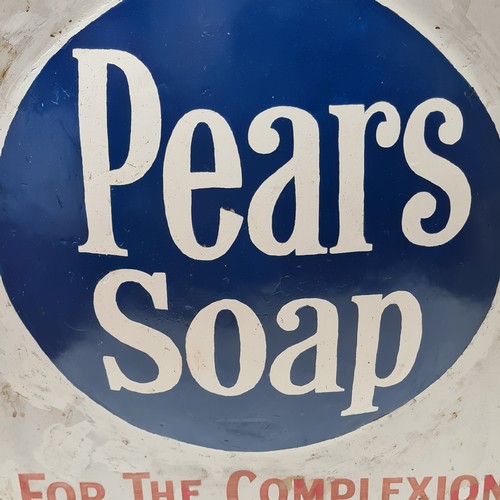 Pears
Soap
FOR THE COMPLEXION